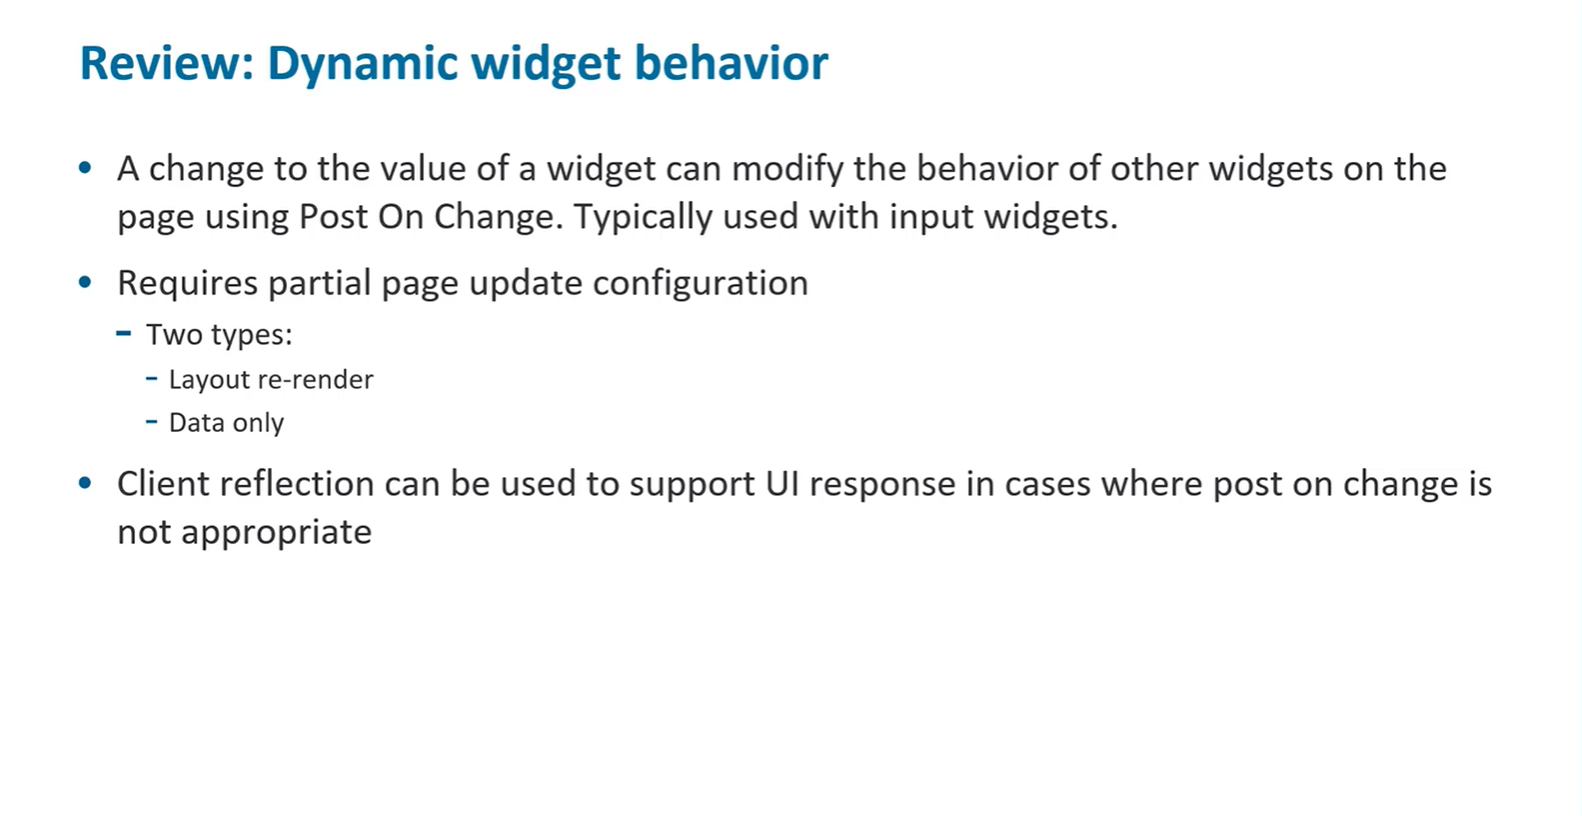 Review: Dynamic widget behavior
• A change to the value of a widget can modify the behavior of other widgets on the
page using Post On Change. Typically used with input widgets.
• Requires partial page update configuration
– Two types:
– Layout re-render
– Data only
• Client reflection can be used to support UI response in cases where post on change is
not appropriate